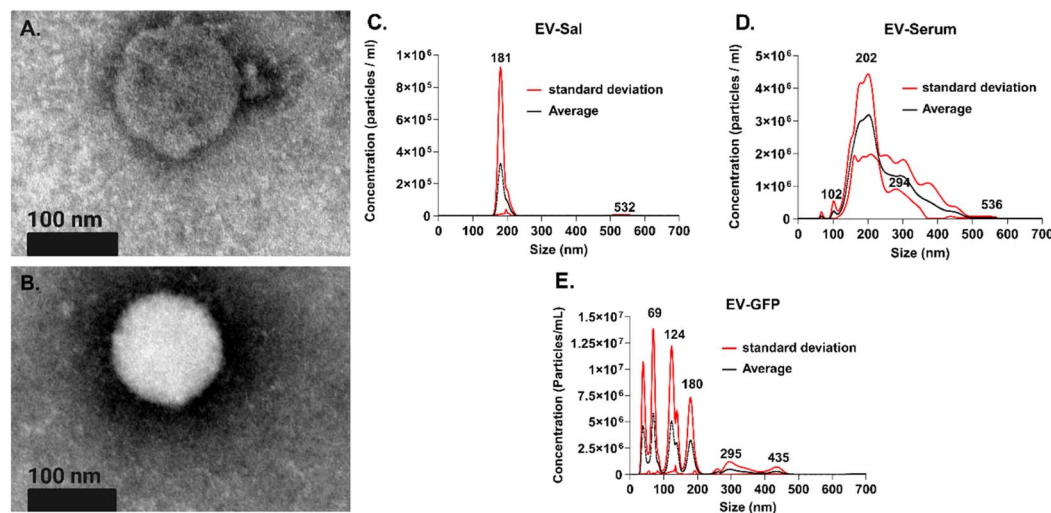 A.
100 nm
B.
100 nm
C.
EV-Sal
Concentration (particles / ml)
1×10⁶
8×10⁵
6×10⁵
4×10⁵
2×10⁵
0
181
532
standard deviation
Average
0 100 200 300 400 500 600 700
Size (nm)
D.
EV-Serum
Concentration (particles / ml)
5×10⁶
4×10⁶
3×10⁶
2×10⁶
1×10⁶
0
202
102
294
536
standard deviation
Average
0 100 200 300 400 500 600 700
Size (nm)
E.
EV-GFP
Concentration (Particles/mL)
1.5×10⁷
1.3×10⁷
1.0×10⁷
7.5×10⁶
5.0×10⁶
2.5×10⁶
0
69
124
180
295
435
standard deviation
Average
0 100 200 300 400 500 600 700
Size (nm)